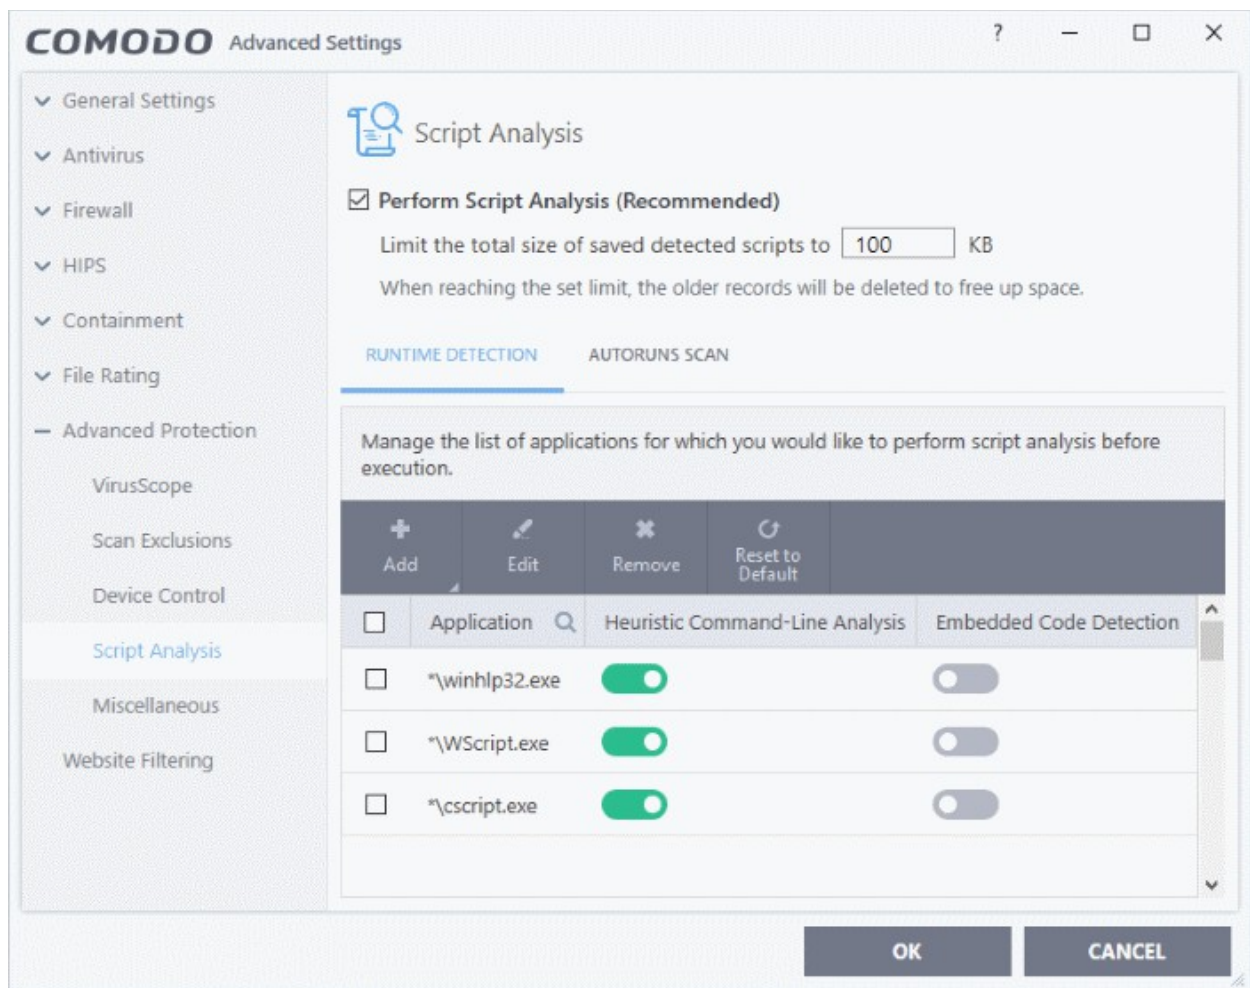 COMODO Advanced Settings
?
General Settings
Antivirus
Firewall
HIPS
Containment
File Rating
Advanced Protection
VirusScope
Scan Exclusions
Device Control
Script Analysis
Miscellaneous
Website Filtering
Script Analysis
Perform Script Analysis (Recommended)
Limit the total size of saved detected scripts to 100 KB
When reaching the set limit, the older records will be deleted to free up space.
RUNTIME DETECTION AUTORUNS SCAN
Manage the list of applications for which you would like to perform script analysis before
execution.
Add Edit Remove Reset to
Default
Application Heuristic Command-Line Analysis Embedded Code Detection
*\winhlp32.exe
*\WScript.exe
*\cscript.exe
OK CANCEL